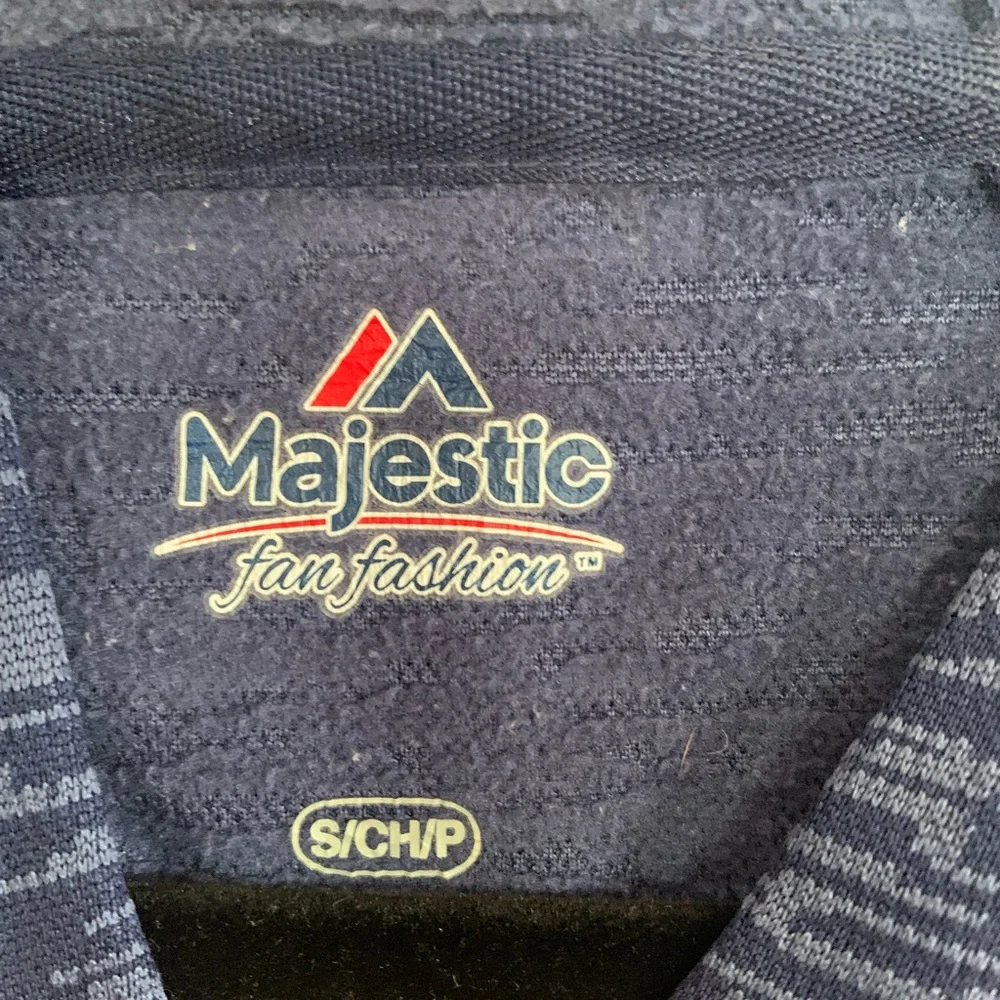 Majestic
fan fashion™
S/CH/P